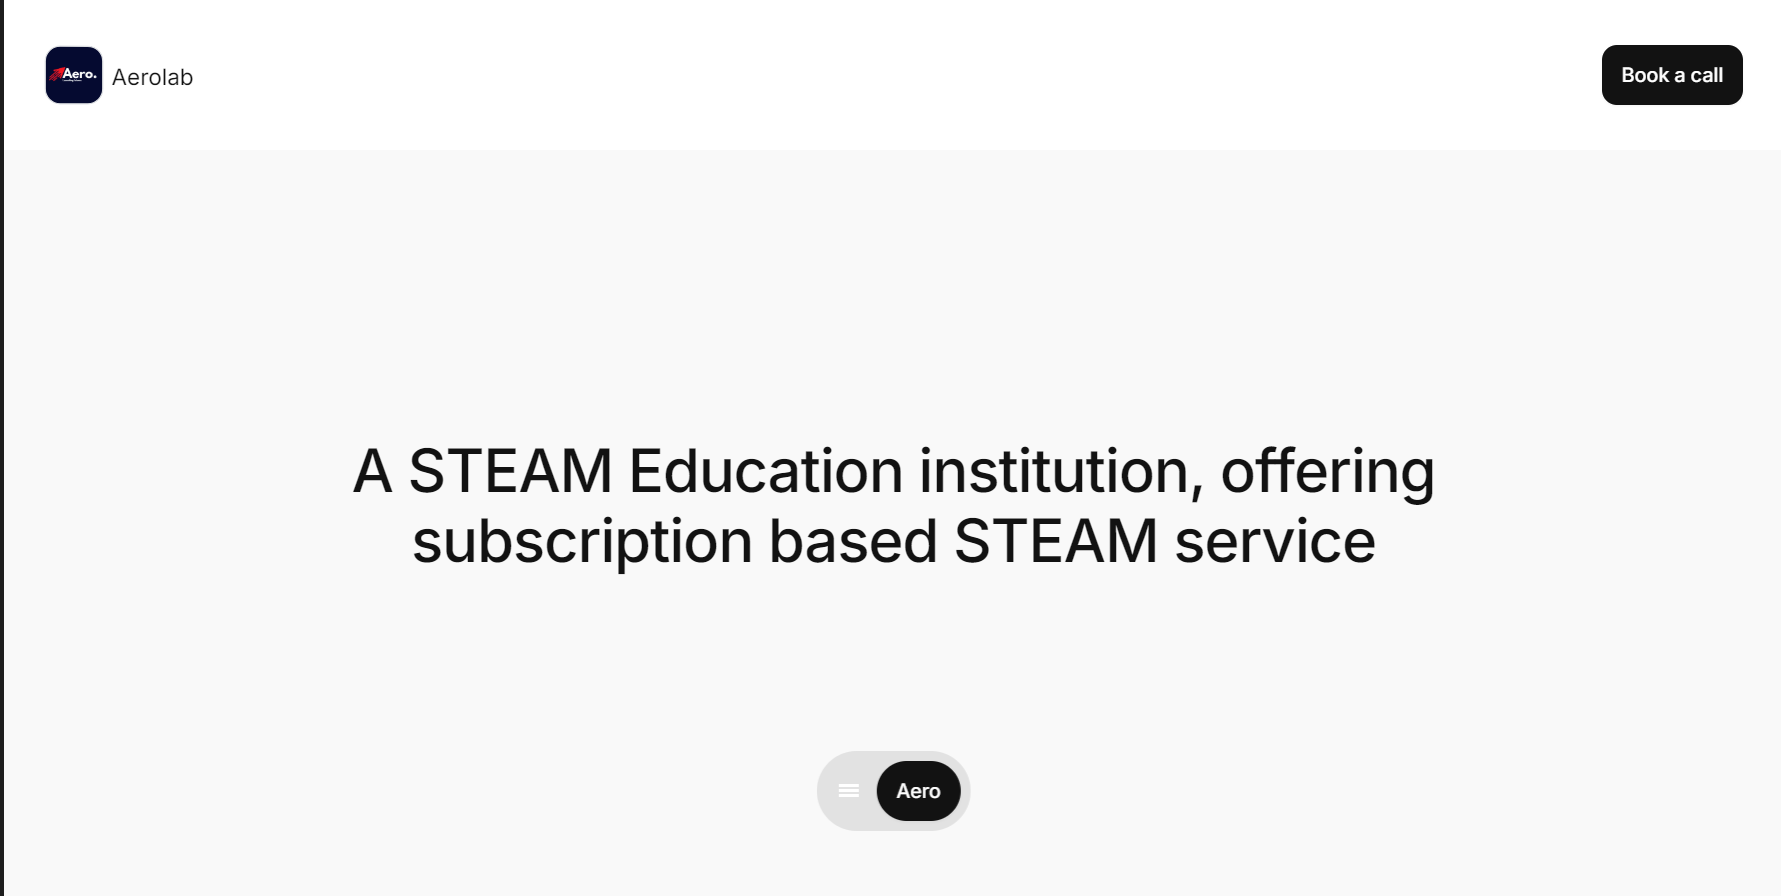 Aero.
Aerolab
Book a call
A STEAM Education institution, offering
subscription based STEAM service
Aero